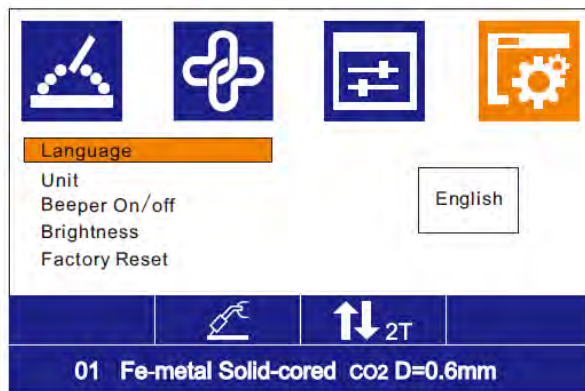 Language
Unit
English
Beeper On/off
Brightness
Factory Reset
2T
01 Fe-metal Solid-cored CO2 D=0.6mm